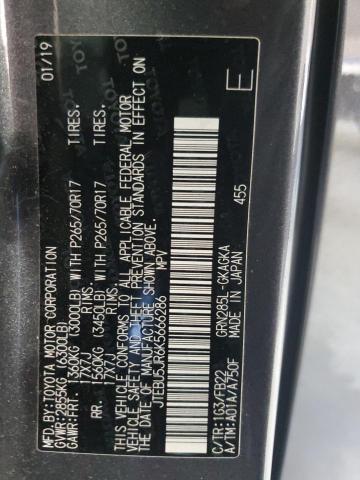 MFD.BY:TOYOTA MOTOR CORPORATION 01/19
GVWR:2855KG (6300LB)
GAWR:FRT. 1360KG (3000LB) WITH P265/70R17 TIRES.
17X7J RIMS.
RR. 1565KG (3450LB) WITH P265/70R17 TIRES.
17X7J RIMS.
THIS VEHICLE CONFORMS TO ALL APPLICABLE FEDERAL MOTOR
VEHICLE SAFETY AND THEFT PREVENTION STANDARDS IN EFFECT ON
THE DATE OF MANUFACTURE SHOWN ABOVE.
JTEBU5JR6K5669286 MPV
E
C/TR:1G3/FB22 GRN285L-GKAGKA
A/TM:A01A/A750F MADE IN JAPAN 455